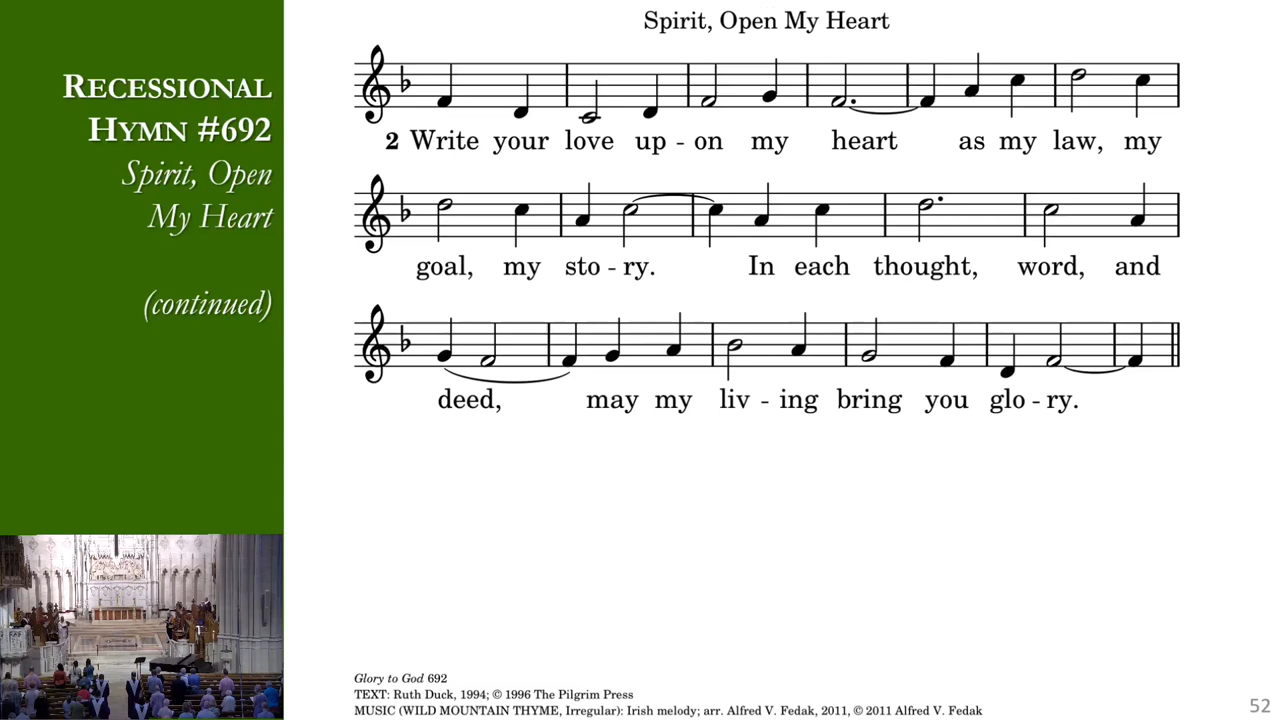 RECESSIONAL
HYMN #692
Spirit, Open
My Heart
(continued)
Spirit, Open My Heart
2 Write your love up - on my heart as my law, my
goal, my sto - ry. In each thought, word, and
deed, may my liv - ing bring you glo - ry.
Glory to God 692
TEXT: Ruth Duck, 1994; © 1996 The Pilgrim Press
MUSIC (WILD MOUNTAIN THYME, Irregular): Irish melody; arr. Alfred V. Fedak, 2011, © 2011 Alfred V. Fedak
52